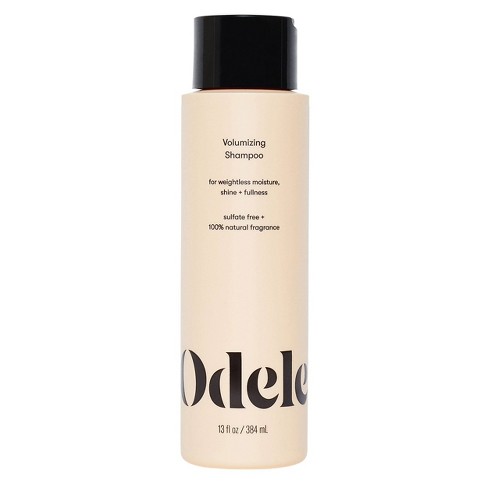 Volumizing
Shampoo
for weightless moisture,
shine + fullness
sulfate free +
100% natural fragrance
Odele
13 fl oz / 384 mL